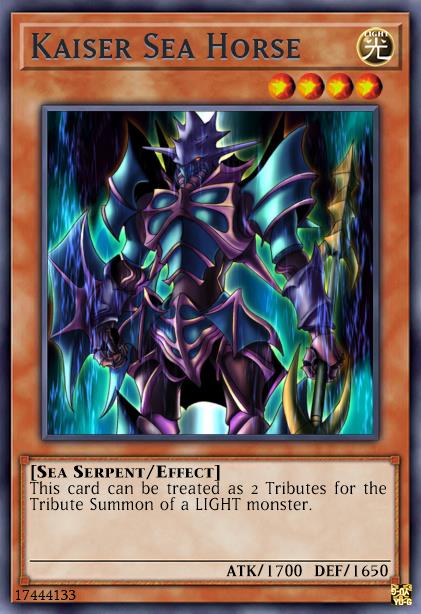 Kaiser Sea Horse
LIGHT
光
[Sea Serpent/Effect]
This card can be treated as 2 Tributes for the
Tribute Summon of a LIGHT monster.
ATK/1700 DEF/1650
17444133